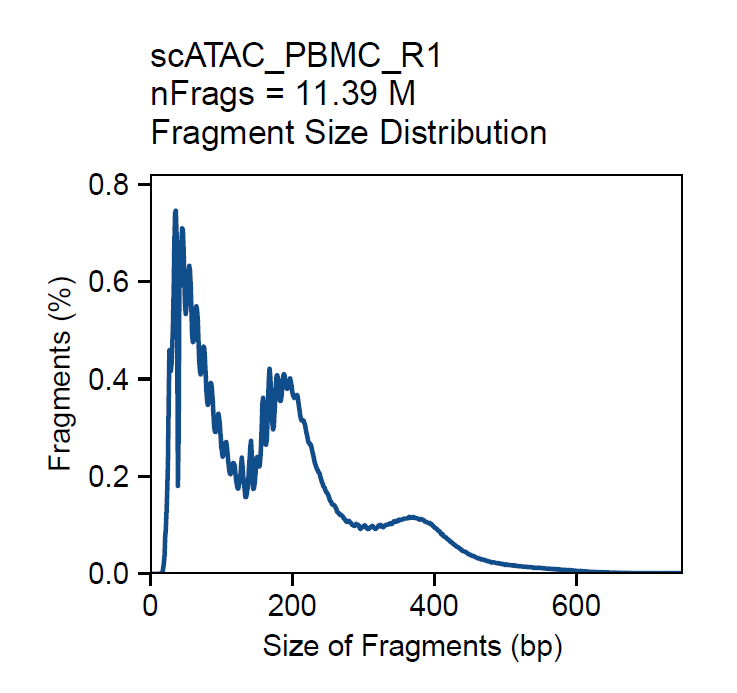 scATAC_PBMC_R1
nFrags = 11.39 M
Fragment Size Distribution
0.8
0.6
0.4
0.2
0.0
Fragments (%)
0
200
400
600
Size of Fragments (bp)